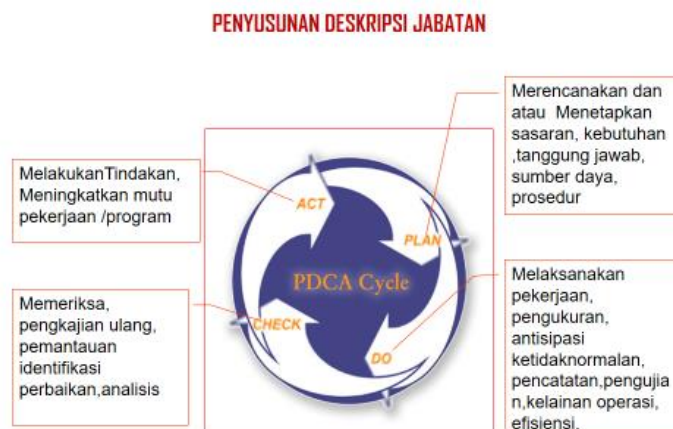 PENYUSUNAN DESKRIPSI JABATAN
Merencanakan dan
atau Menetapkan
sasaran, kebutuhan
,tanggung jawab,
sumber daya,
prosedur
MelakukanTindakan,
Meningkatkan mutu
pekerjaan /program
ACT
PLAN
PDCA Cycle
CHECK
DO
Memeriksa,
pengkajian ulang,
pemantauan
identifikasi
perbaikan,analisis
Melaksanakan
pekerjaan,
pengukuran,
antisipasi
ketidaknormalan,
pencatatan,pengujia
n,kelainan operasi,
efisiensi.